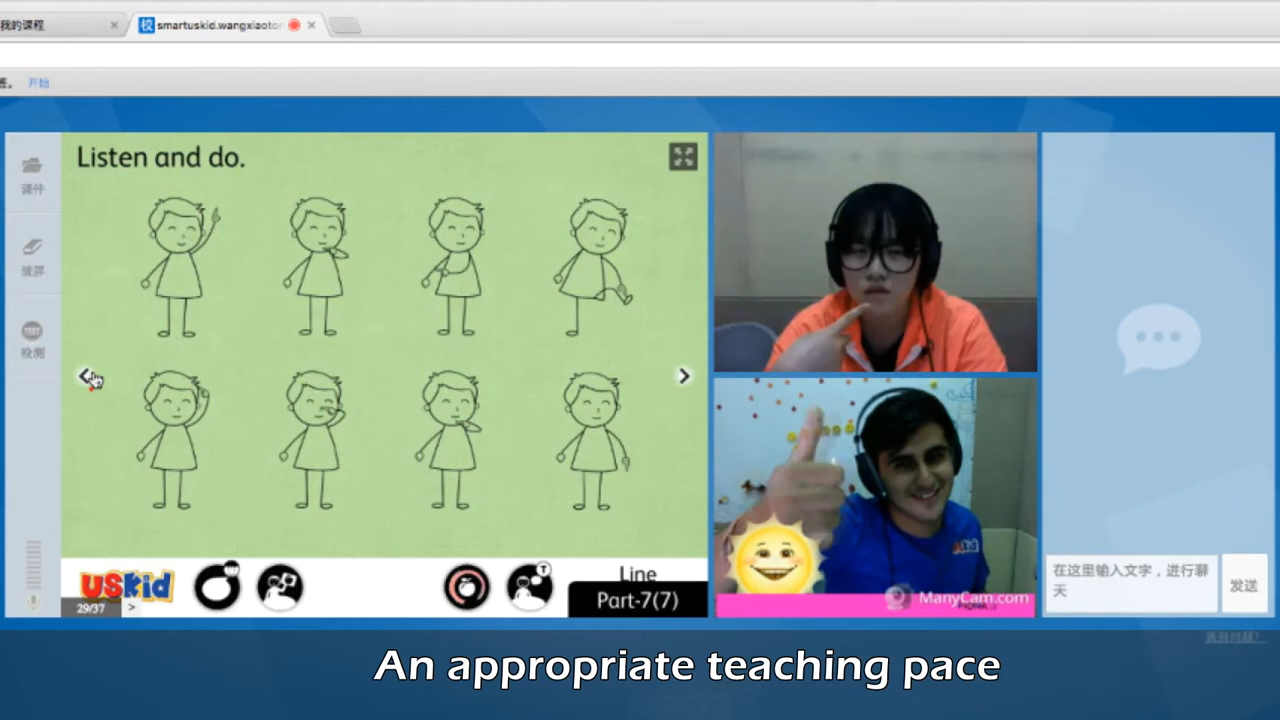 我的课程
smartuskid.wangxiaotor
校
开始
Listen and do.
课件
清屏
TEST
检测
USKid
29/37
>
T
Line
Part-7(7)
ManyCam.com
在这里输入文字，进行聊
天
发送
An appropriate teaching pace